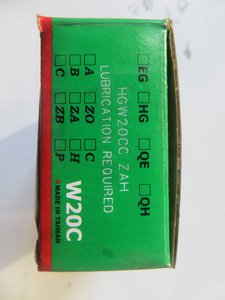 □EG □HG □QE □QH
HGW20CC ZAH
LUBRICATION REQUIRED
□A □ZO □C
□B □ZA □H
□C □ZB □P
W20C
MADE IN TAIWAN